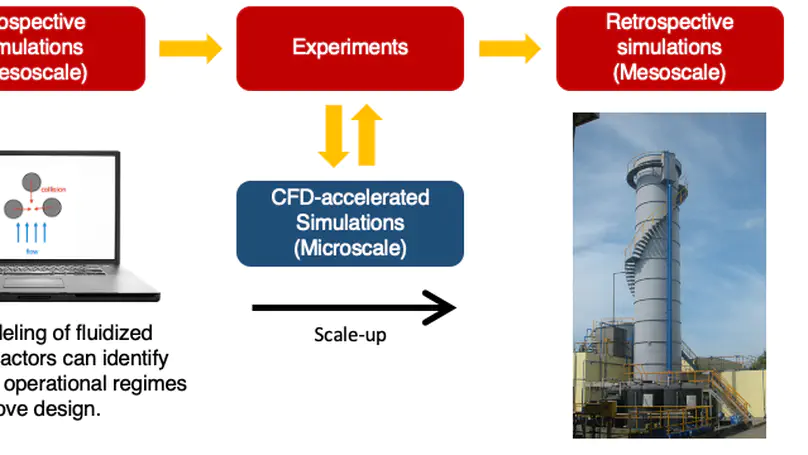 ospective
mulations
esoscale)
Experiments
Retrospective
simulations
(Mesoscale)
CFD-accelerated
Simulations
(Microscale)
collision
flow
Scale-up
deling of fluidized
actors can identify
operational regimes
ove design.